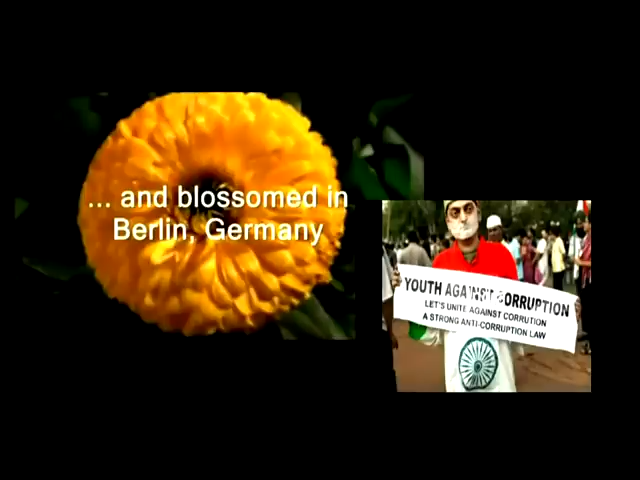 ... and blossomed in
Berlin, Germany
YOUTH AGAINST CORRUPTION
LET'S UNITE AGAINST CORRUTION
A STRONG ANTI-CORRUPTION LAW